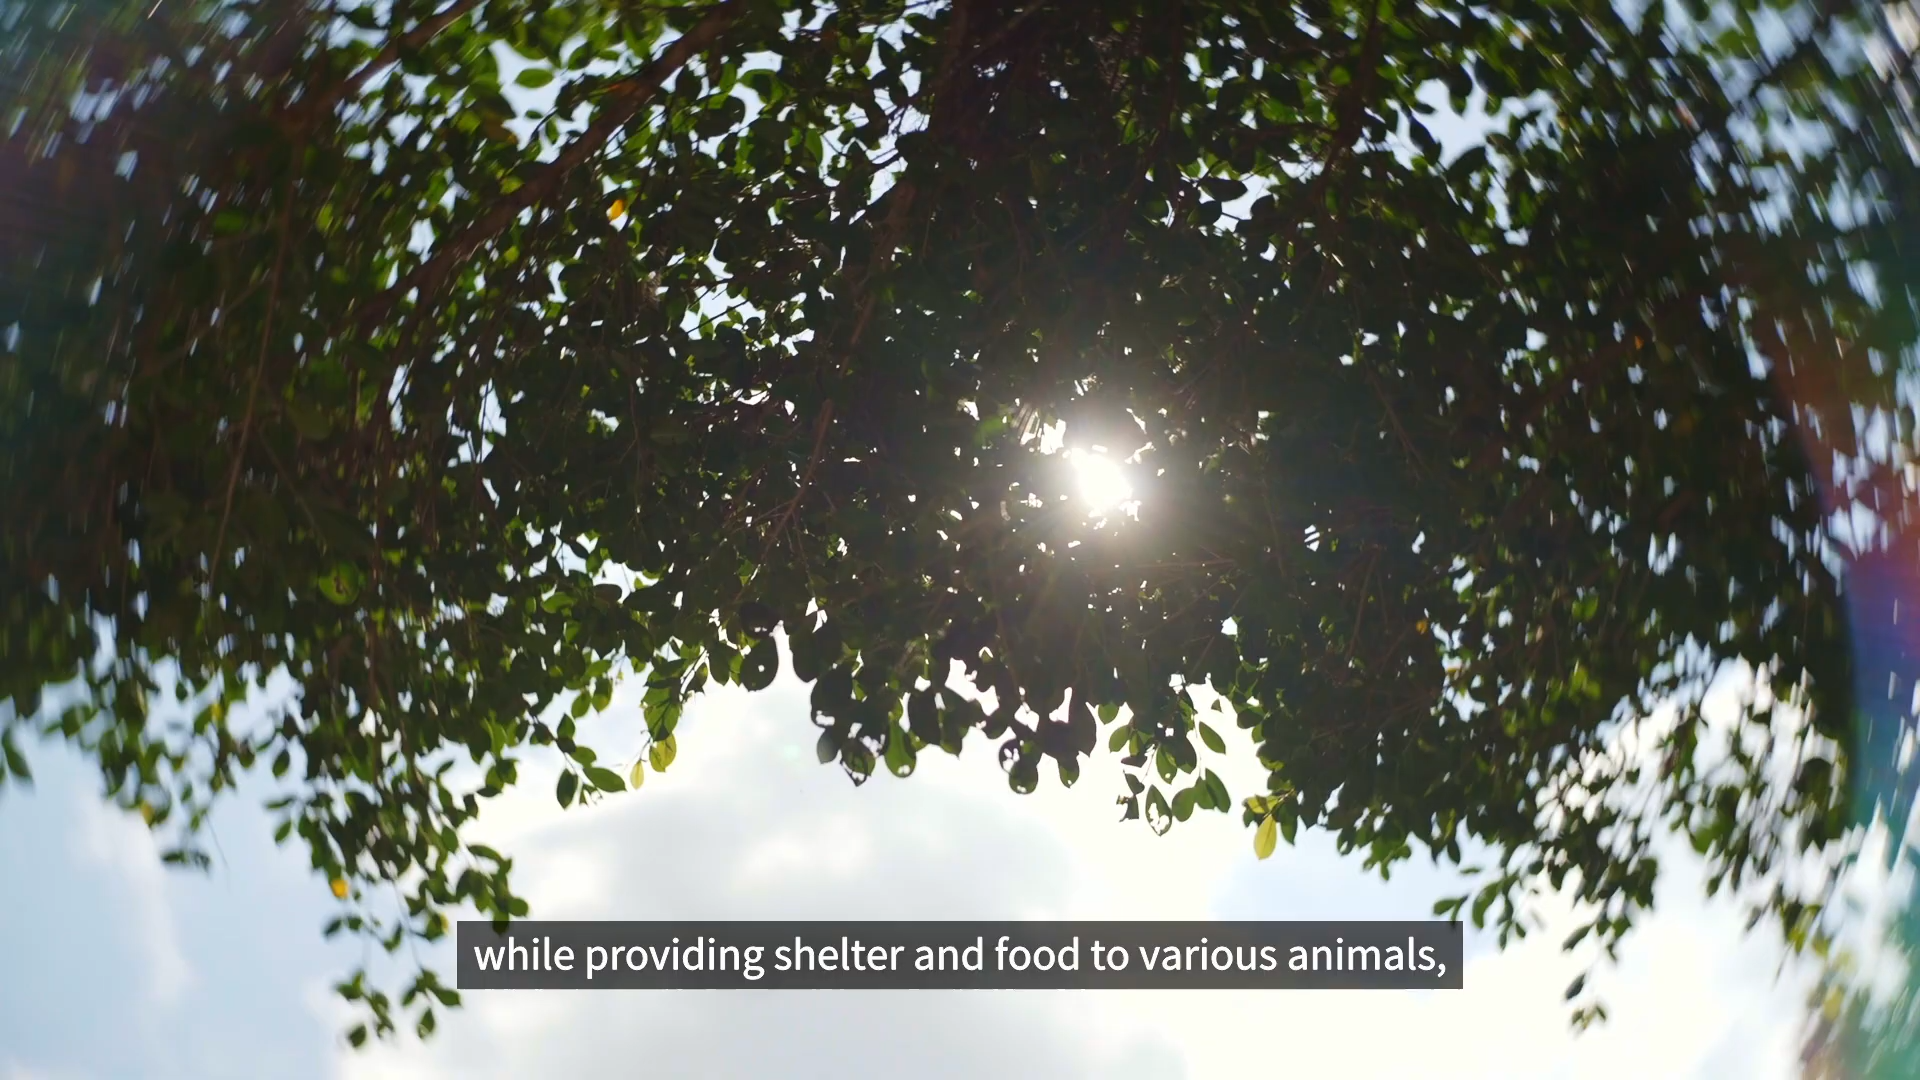 while providing shelter and food to various animals,